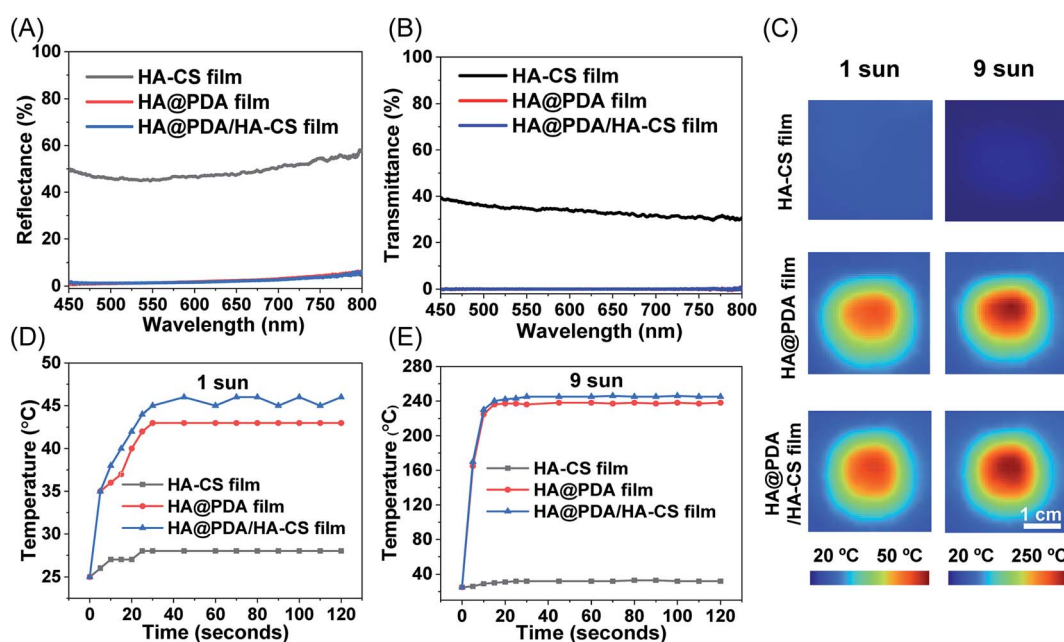 (A)
100
80
60
40
20
0
Reflectance (%)
HA-CS film
HA@PDA film
HA@PDA/HA-CS film
450 500 550 600 650 700 750 800
Wavelength (nm)
(B)
100
80
60
40
20
0
Transmittance (%)
HA-CS film
HA@PDA film
HA@PDA/HA-CS film
450 500 550 600 650 700 750 800
Wavelength (nm)
(C)
1 sun 9 sun
HA-CS film
HA@PDA film
HA@PDA
/HA-CS film
1 cm
20 ºC 50 ºC 20 ºC 250 ºC
(D)
50
45
40
35
30
25
Temperature (°C)
1 sun
HA-CS film
HA@PDA film
HA@PDA/HA-CS film
0 20 40 60 80 100 120
Time (seconds)
(E)
280
240
200
160
120
80
40
Temperature (°C)
9 sun
HA-CS film
HA@PDA film
HA@PDA/HA-CS film
0 20 40 60 80 100 120
Time (seconds)